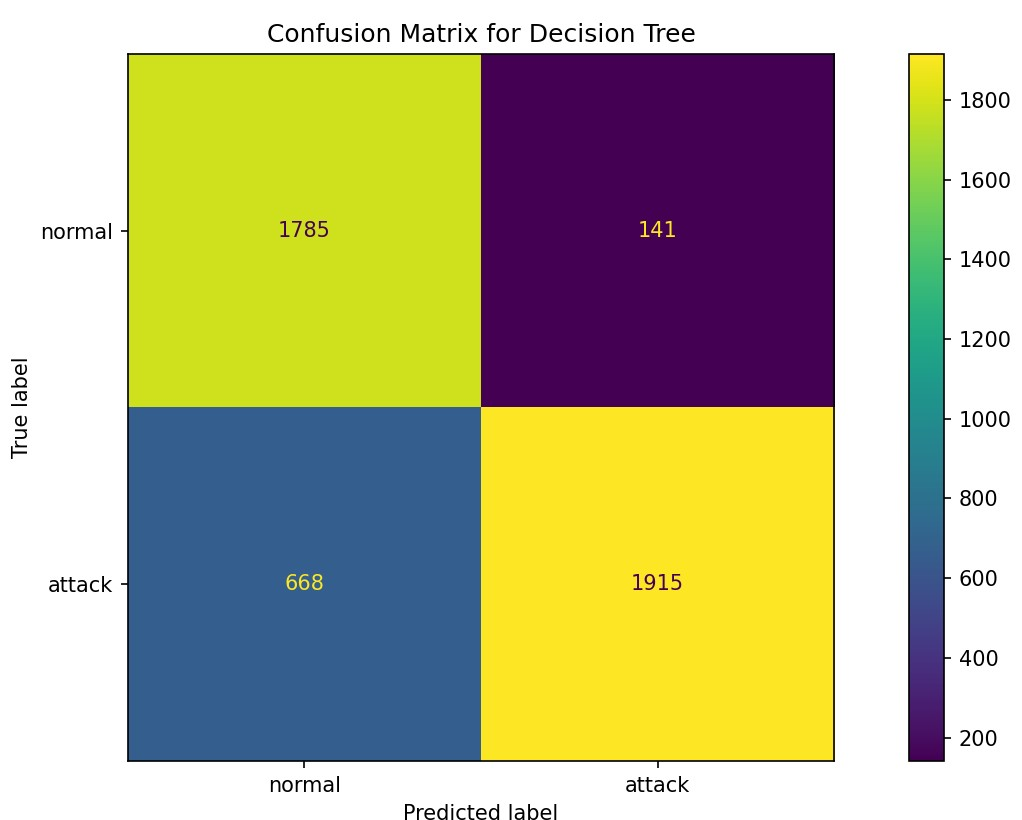 Confusion Matrix for Decision Tree
True label
normal
attack
1785
141
668
1915
normal
attack
Predicted label
1800
1600
1400
1200
1000
800
600
400
200